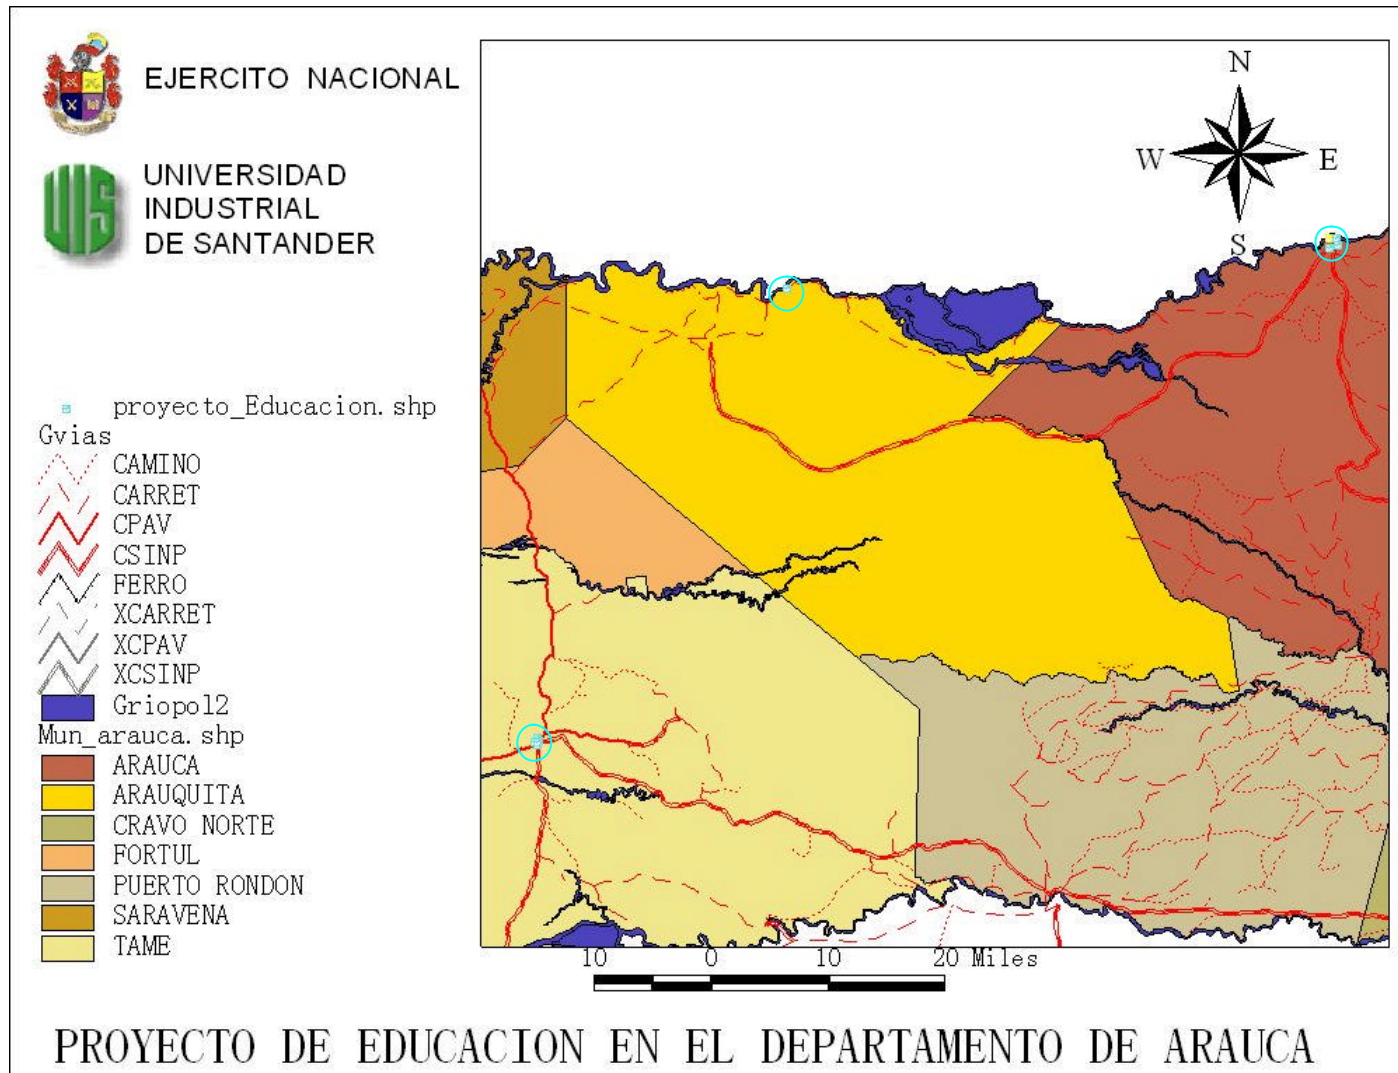 EJERCITO NACIONAL
UIS
UNIVERSIDAD
INDUSTRIAL
DE SANTANDER
N
W
E
S
proyecto_Educacion.shp
Gvias
CAMINO
CARRET
CPAV
CSINP
FERRO
XCARRET
XCPAV
XCSINP
Griopol2
Mun_arauca.shp
ARAUCA
ARAUQUITA
CRAVO NORTE
FORTUL
PUERTO RONDON
SARAVENA
TAME
10 0 10 20 Miles
PROYECTO DE EDUCACION EN EL DEPARTAMENTO DE ARAUCA